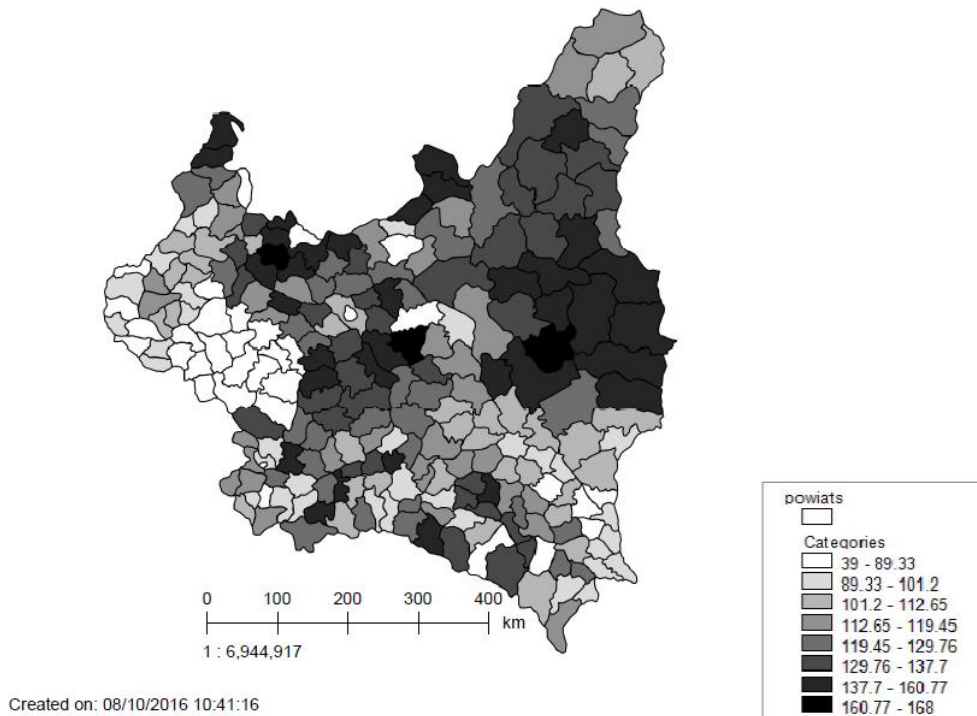 0 100 200 300 400
km
1 : 6,944,917
Created on: 08/10/2016 10:41:16
powiats
Categories
39 - 89.33
89.33 - 101.2
101.2 - 112.65
112.65 - 119.45
119.45 - 129.76
129.76 - 137.7
137.7 - 160.77
160.77 - 168